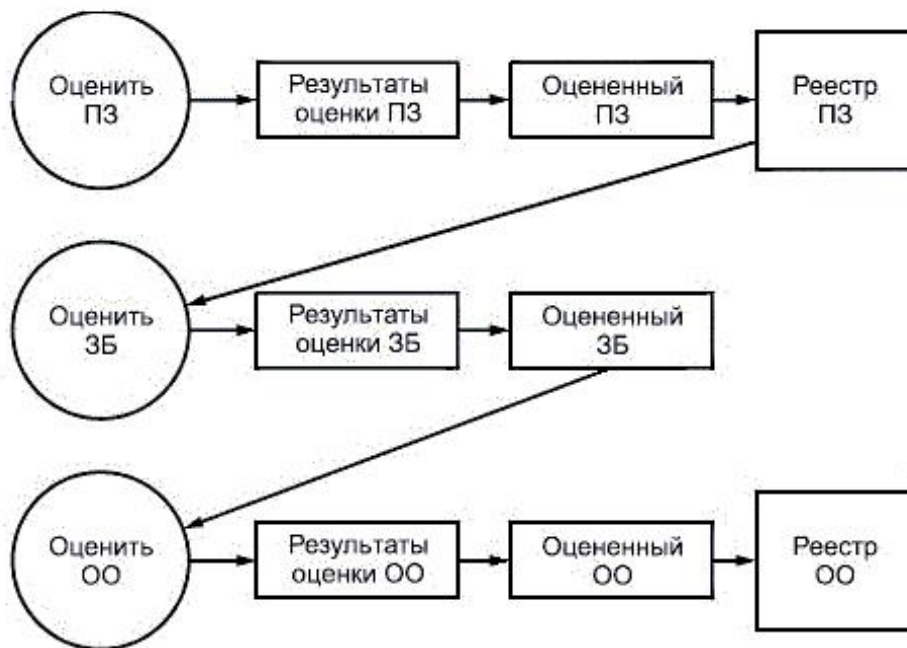 Оценить
ПЗ
Результаты
оценки ПЗ
Оцененный
ПЗ
Реестр
ПЗ
Оценить
ЗБ
Результаты
оценки ЗБ
Оцененный
ЗБ
Оценить
ОО
Результаты
оценки ОО
Оцененный
ОО
Реестр
ОО